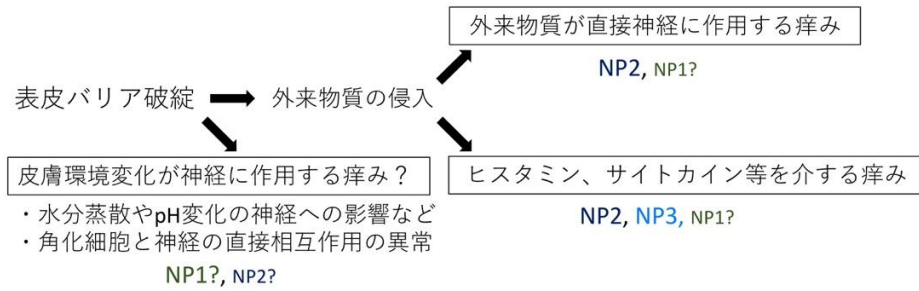 外来物質が直接神経に作用する痒み
NP2, NP1?
表皮バリア破綻
外来物質の侵入
皮膚環境変化が神経に作用する痒み？
・水分蒸散やpH変化の神経への影響など
・角化細胞と神経の直接相互作用の異常
NP1?, NP2?
ヒスタミン、サイトカイン等を介する痒み
NP2, NP3, NP1?